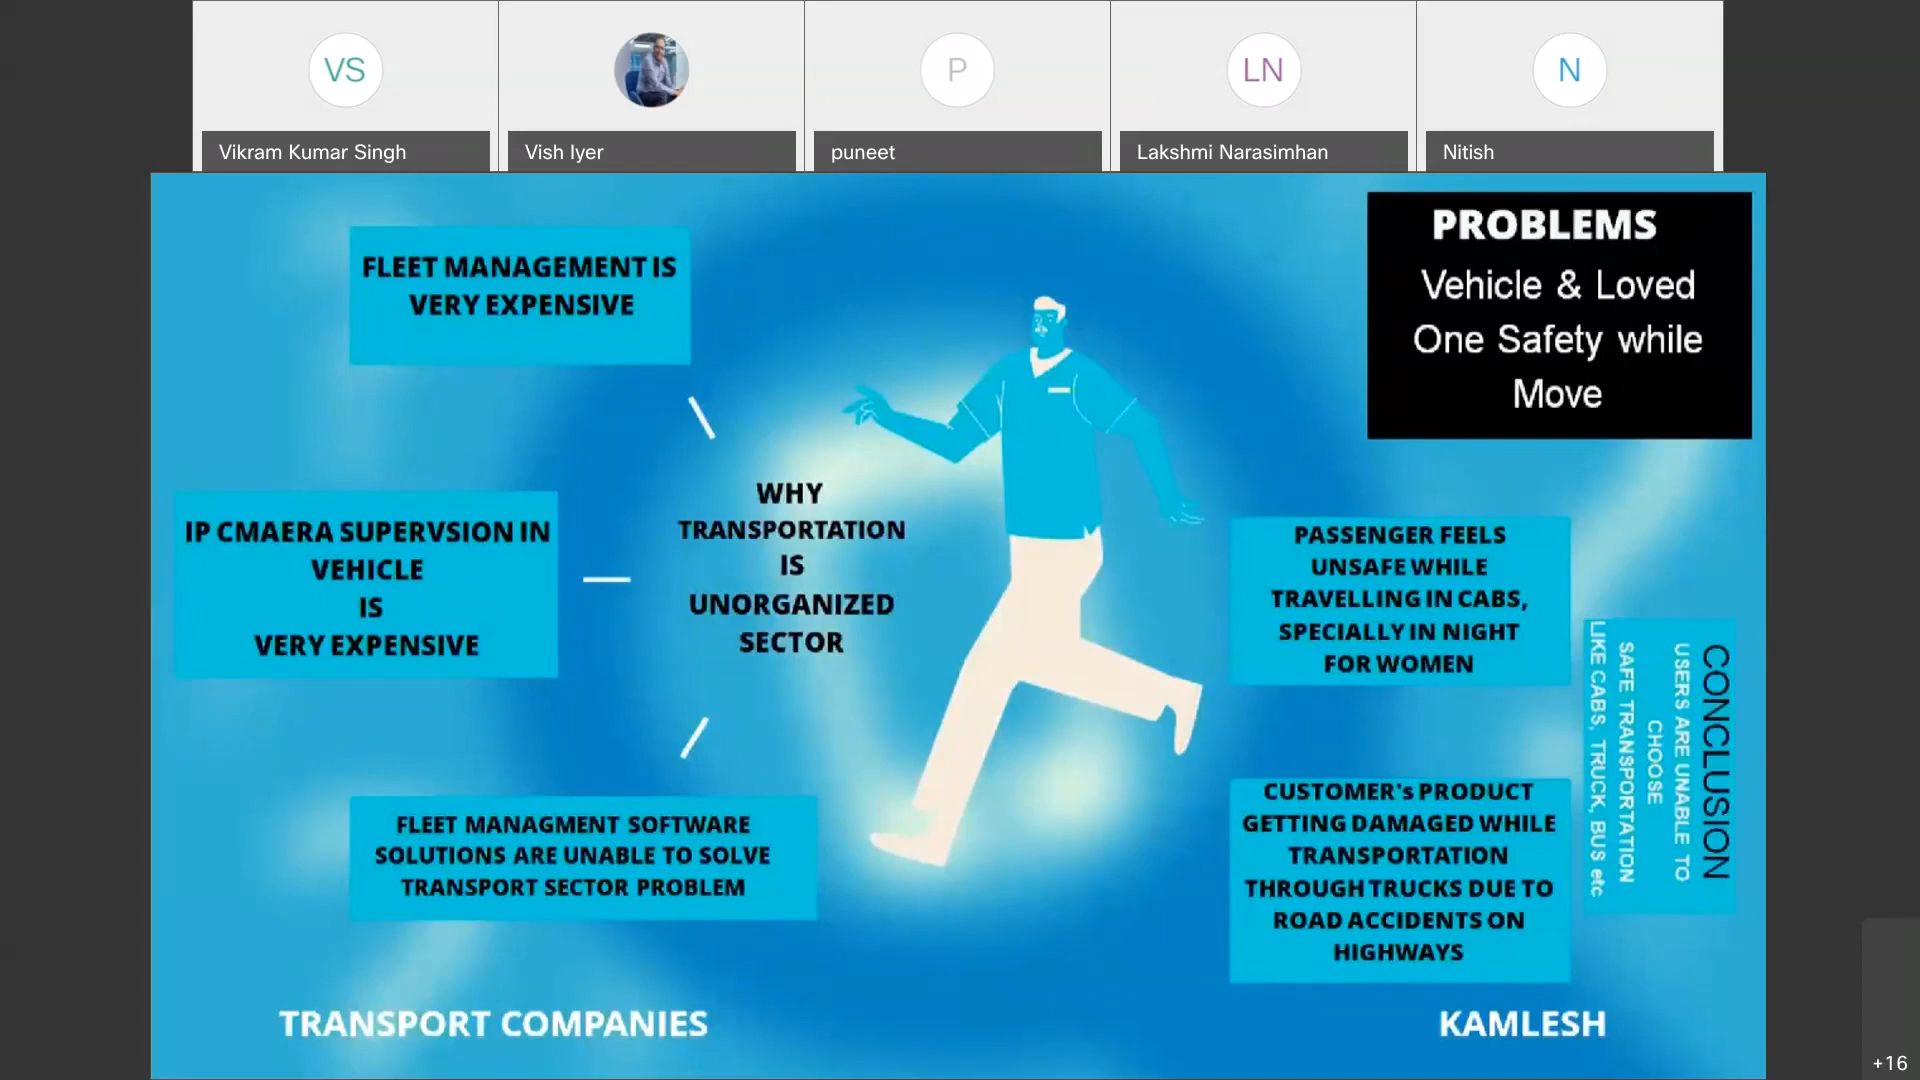 VS
P
LN
N
Vikram Kumar Singh
Vish Iyer
puneet
Lakshmi Narasimhan
Nitish
FLEET MANAGEMENT IS
VERY EXPENSIVE
PROBLEMS
Vehicle & Loved
One Safety while
Move
IP CMAERA SUPERVSION IN
VEHICLE
IS
VERY EXPENSIVE
WHY
TRANSPORTATION
IS
UNORGANIZED
SECTOR
FLEET MANAGMENT SOFTWARE
SOLUTIONS ARE UNABLE TO SOLVE
TRANSPORT SECTOR PROBLEM
PASSENGER FEELS
UNSAFE WHILE
TRAVELLING IN CABS,
SPECIALLY IN NIGHT
FOR WOMEN
CUSTOMER's PRODUCT
GETTING DAMAGED WHILE
TRANSPORTATION
THROUGH TRUCKS DUE TO
ROAD ACCIDENTS ON
HIGHWAYS
CONCLUSION
USERS ARE UNABLE TO
CHOOSE
SAFE TRANSPORTATION
LIKE CABS, TRUCK, BUS etc
TRANSPORT COMPANIES
KAMLESH
+16